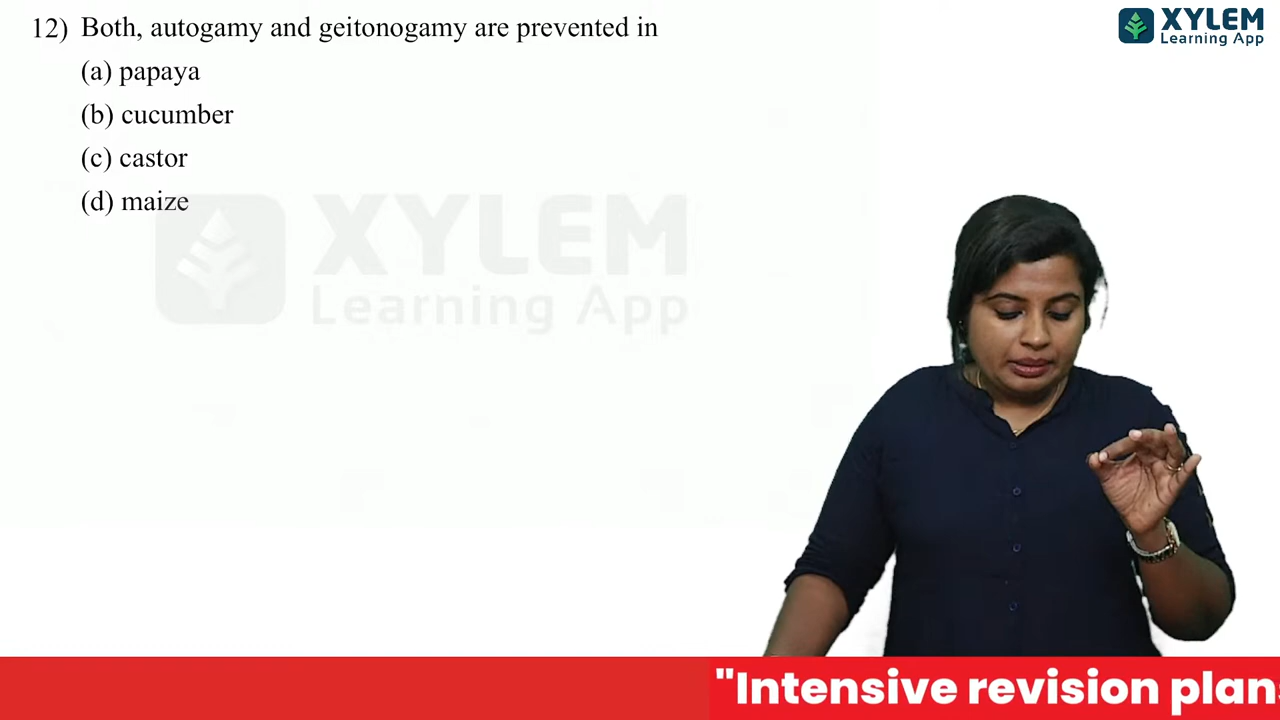 12) Both, autogamy and geitonogamy are prevented in
(a) papaya
(b) cucumber
(c) castor
(d) maize
XYLEM
Learning App
XYLEM
Learning App
"Intensive revision plan